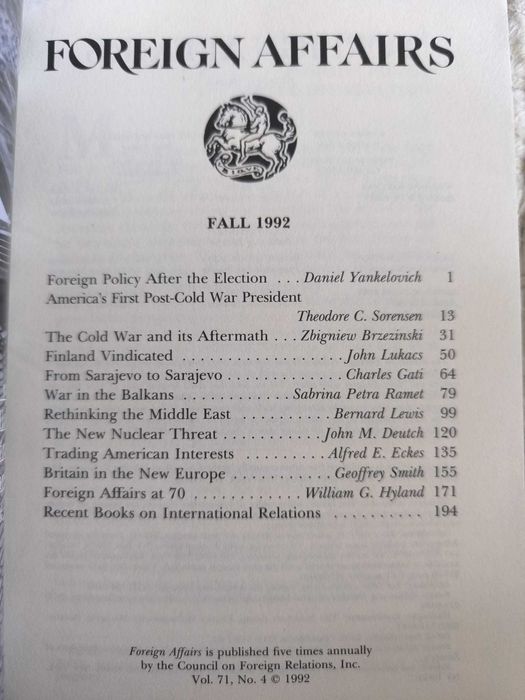 FOREIGN AFFAIRS
FALL 1992
Foreign Policy After the Election . . . Daniel Yankelovich 1
America's First Post-Cold War President
Theodore C. Sorensen 13
The Cold War and its Aftermath . . . Zbigniew Brzezinski 31
Finland Vindicated . . . . . . . . . . . . . . . . . . John Lukacs 50
From Sarajevo to Sarajevo . . . . . . . . . . . . . Charles Gati 64
War in the Balkans . . . . . . . . . . . . . Sabrina Petra Ramet 79
Rethinking the Middle East . . . . . . . . . . Bernard Lewis 99
The New Nuclear Threat . . . . . . . . . . . John M. Deutch 120
Trading American Interests . . . . . . . . . Alfred E. Eckes 135
Britain in the New Europe . . . . . . . . . . . Geoffrey Smith 155
Foreign Affairs at 70 . . . . . . . . . . . . William G. Hyland 171
Recent Books on International Relations . . . . . . . . . . 194
Foreign Affairs is published five times annually
by the Council on Foreign Relations, Inc.
Vol. 71, No. 4 © 1992